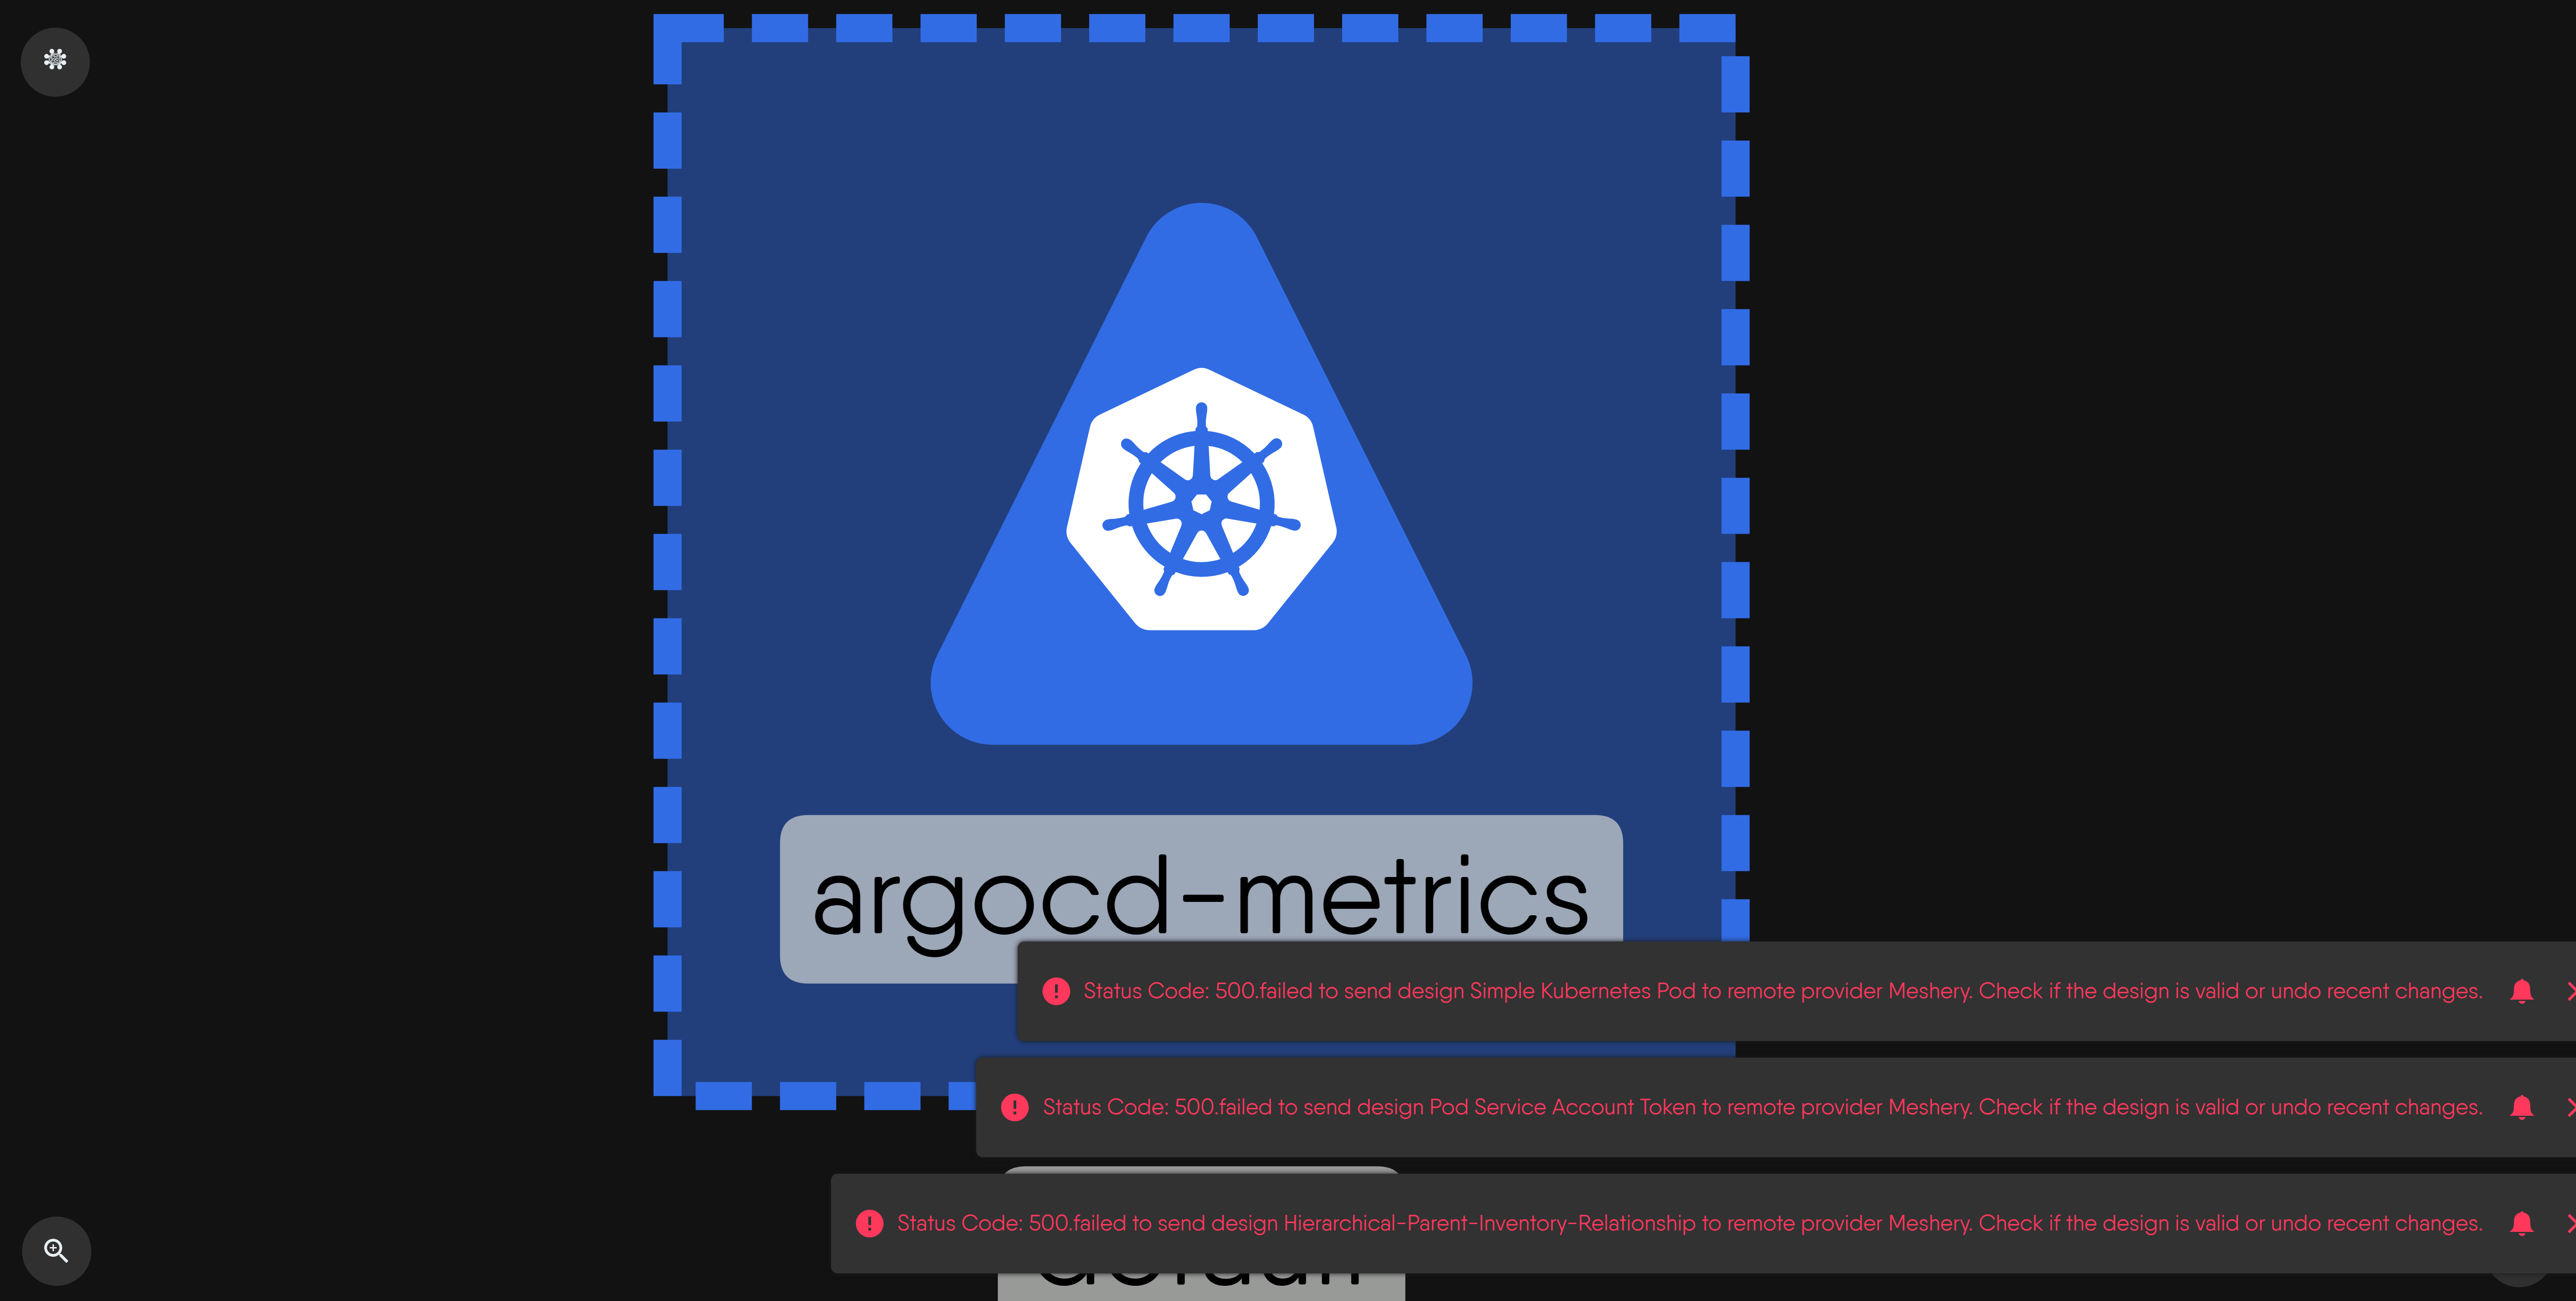 argocd-metrics
Status Code: 500.failed to send design Simple Kubernetes Pod to remote provider Meshery. Check if the design is valid or undo recent changes.
Status Code: 500.failed to send design Pod Service Account Token to remote provider Meshery. Check if the design is valid or undo recent changes.
Status Code: 500.failed to send design Hierarchical-Parent-Inventory-Relationship to remote provider Meshery. Check if the design is valid or undo recent changes.